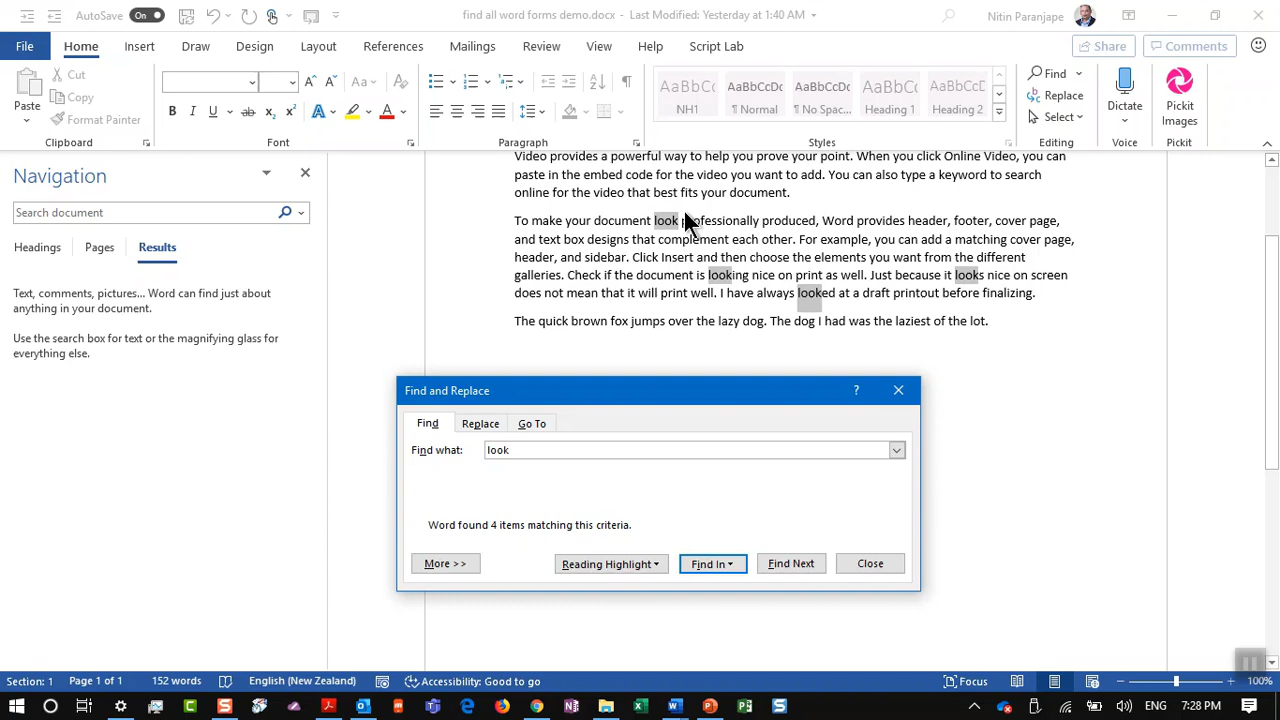 AutoSave On
find all word forms demo.docx - Last Modified: Yesterday at 1:40 AM
Nitin Paranjape
File Home Insert Draw Design Layout References Mailings Review View Help Script Lab
Share Comments
Paste
Cut
Copy
Format Painter
Clipboard
Aa
B I U ab x₂ x²
A A A
Font
Paragraph
AaBbCc AaBbCcDc AaBbCcDc AaBbCc AaBbCcD
NH1 ¶ Normal ¶ No Spac... Heading 1 Heading 2
Styles
Find
Replace
Select
Editing
Dictate
Voice
Pickit
Images
Pickit
Navigation
Search document
Headings Pages Results
Text, comments, pictures... Word can find just about
anything in your document.
Use the search box for text or the magnifying glass for
everything else.
Video provides a powerful way to help you prove your point. When you click Online Video, you can
paste in the embed code for the video you want to add. You can also type a keyword to search
online for the video that best fits your document.
To make your document look professionally produced, Word provides header, footer, cover page,
and text box designs that complement each other. For example, you can add a matching cover page,
header, and sidebar. Click Insert and then choose the elements you want from the different
galleries. Check if the document is looking nice on print as well. Just because it looks nice on screen
does not mean that it will print well. I have always looked at a draft printout before finalizing.
The quick brown fox jumps over the lazy dog. The dog I had was the laziest of the lot.
Find and Replace
Find Replace Go To
Find what: look
Word found 4 items matching this criteria.
More >> Reading Highlight Find In Find Next Close
Section: 1 Page 1 of 1 152 words English (New Zealand) Accessibility: Good to go Focus 100%
ENG 7:28 PM